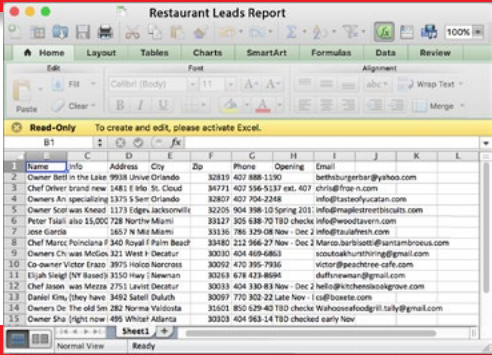 Restaurant Leads Report
100%
Home Layout Tables Charts SmartArt Formulas Data Review
Edit Font Alignment
Fill Calibri (Body) 11 A A abc Wrap Text
Paste Clear B I U A Merge
Read-Only To create and edit, please activate Excel.
B1 fx
B C D E F G H I J K L
1 Name Info Address City Zip Phone Opening Email
2 Owner Bet in the Lake 9938 Unive Orlando 32819 407 888-1190 bethsburgerbar@yahoo.com
3 Chef Driver brand new 1481 E St. Cloud 34771 407 556-5137 ext. 407 chris@froz-n.com
4 Owners An specializing 1375 S Orlando 32807 407 704-2248 info@tasteofyucatan.com
5 Owner Scot was Knead 1173 Edge Jacksonville 32205 904 398-10 Spring 201 info@maplestreetbiscuits.com
6 Peter also 15,000 728 Northw Miami 33127 305 638-70 TBD check info@woodtavern.com
7 Jose Garcia 1657 N Mia Miami 33136 786 329-08 Nov - Dec 2 info@taulafresh.com
8 Chef Marco Poinciana F 340 Royal Palm Beach 33480 212 966-27 Nov - Dec 2 Marco.barbisotti@santambroeus.com
9 Owners Ch was McGov 321 West Decatur 30030 404 469-6863 scoutoakhursthiring@gmail.com
10 Co-owner Victor Erazo 3975 Holco Norcross 30092 470 395-7936 victor@peachtree-cafe.com
11 Elijah Sleigh (NY Based) 3150 Hwy Newnan 30263 678 423-8694 duffsnewnan@gmail.com
12 Chef Jason was Mezza 2751 Lavist Decatur 30033 404 330-83 Nov - Dec 2 hello@kitchensixokgrove.com
13 Daniel Kim (they have 3492 Satell Duluth 30097 770 302-22 Late Nov - cs@boxete.com
14 Owners De The old Sm 282 Norma Valdosta 31601 850 629-40 TBD check Wahooseafoodgrill.tally@gmail.com
15 Owner Sha (right now 495 Atlanta 30303 404 963-14 TBD checked early Nov
Sheet1 +
Normal View Ready